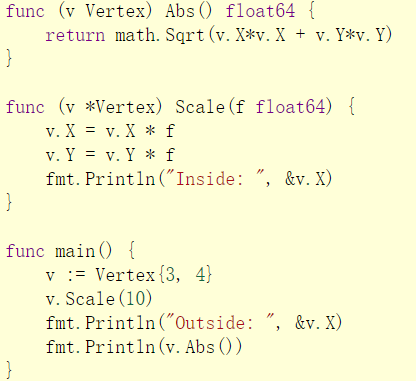 func (v Vertex) Abs() float64 {
    return math.Sqrt(v.X*v.X + v.Y*v.Y)
}

func (v *Vertex) Scale(f float64) {
    v.X = v.X * f
    v.Y = v.Y * f
    fmt.Println("Inside: ", &v.X)
}

func main() {
    v := Vertex{3, 4}
    v.Scale(10)
    fmt.Println("Outside: ", &v.X)
    fmt.Println(v.Abs())
}